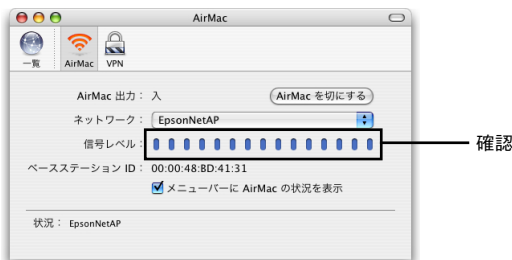 AirMac
一覧 AirMac VPN
AirMac 出力： 入 AirMac を切にする
ネットワーク： EpsonNetAP
信号レベル： 確認
ベースステーション ID： 00:00:48:BD:41:31
メニューバーに AirMac の状況を表示
状況： EpsonNetAP